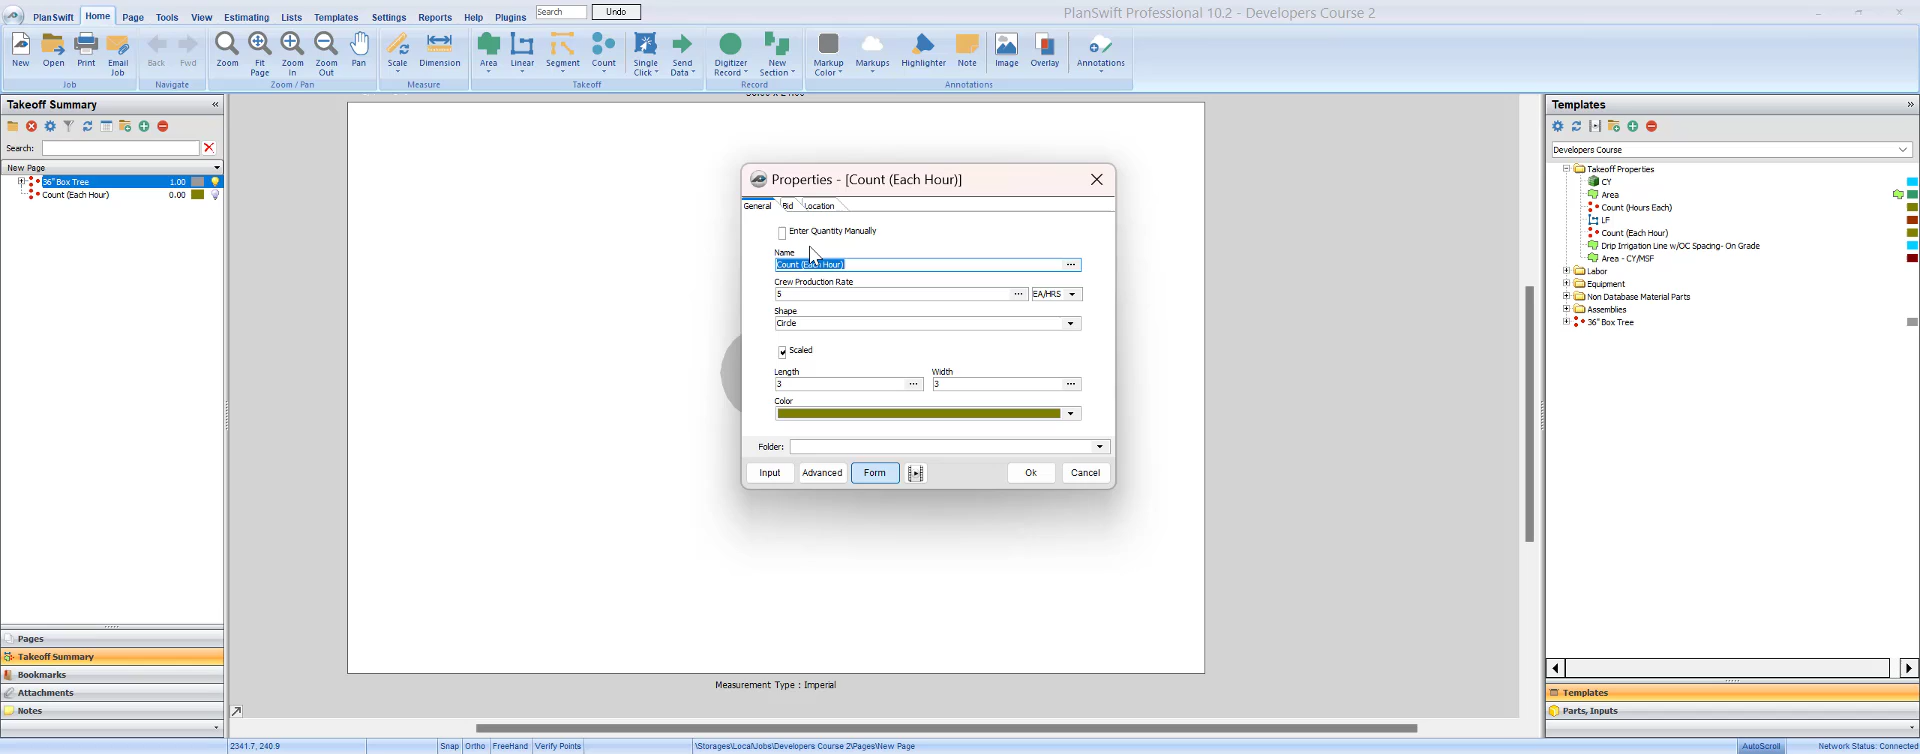 PlanSwift Home Page Tools View Estimating Lists Templates Settings Reports Help Plugins Search Undo PlanSwift Professional 10.2 - Developers Course 2
New Open Print Email Job Back Fwd Zoom Fit Page Zoom In Zoom Out Pan Scale Dimension Area Linear Segment Count Single Click Send Data Digitizer Record New Section Markup Color Markups Highlighter Note Image Overlay Annotations
Job Navigate Zoom / Pan Measure Takeoff Record Annotations
Takeoff Summary
Search:
New Page
36" Box Tree 1.00
Count (Each Hour) 0.00
Pages
Takeoff Summary
Bookmarks
Attachments
Notes
Properties - [Count (Each Hour)]
General Bid Location
Enter Quantity Manually
Name
Count (Each Hour)
Crew Production Rate
5 EA/HRS
Shape
Circle
Scaled
Length Width
3 3
Color
Folder:
Input Advanced Form Ok Cancel
Measurement Type : Imperial
Templates
Developers Course
Takeoff Properties
CY
Area
Count (Hours Each)
LF
Count (Each Hour)
Drip Irrigation Line w/OC Spacing- On Grade
Area - CY/MSF
Labor
Equipment
Non Database Material Parts
Assemblies
36" Box Tree
Templates
Parts, Inputs
2341.7, 240.9 Snap Ortho FreeHand Verify Points \Storages\Local\Jobs\Developers Course 2\Pages\New Page AutoScroll Network Status: Connected